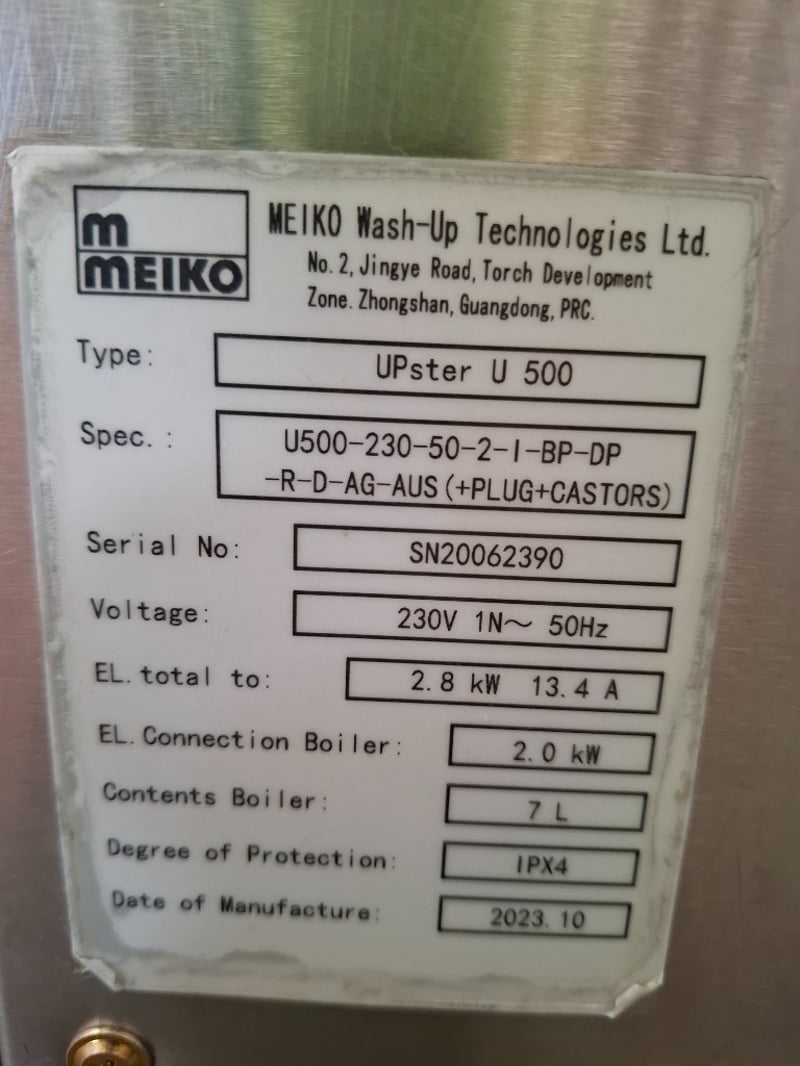 m
MEIKO
MEIKO Wash-Up Technologies Ltd.
No. 2, Jingye Road, Torch Development
Zone. Zhongshan, Guangdong, PRC.
Type: UPster U 500
Spec. : U500-230-50-2-I-BP-DP
-R-D-AG-AUS (+PLUG+CASTORS)
Serial No: SN20062390
Voltage: 230V 1N～ 50Hz
EL. total to: 2.8 kW 13.4 A
EL. Connection Boiler: 2.0 kW
Contents Boiler: 7 L
Degree of Protection: IPX4
Date of Manufacture: 2023.10